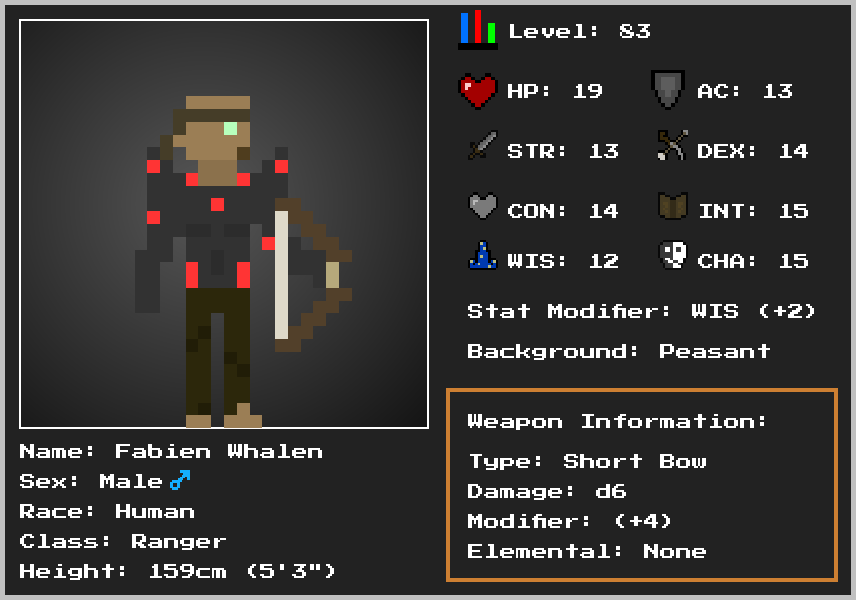 Level: 83
HP: 19 AC: 13
STR: 13 DEX: 14
CON: 14 INT: 15
WIS: 12 CHA: 15
Stat Modifier: WIS (+2)
Background: Peasant
Weapon Information:
Type: Short Bow
Damage: d6
Modifier: (+4)
Elemental: None
Name: Fabien Whalen
Sex: Male♂
Race: Human
Class: Ranger
Height: 159cm (5'3")